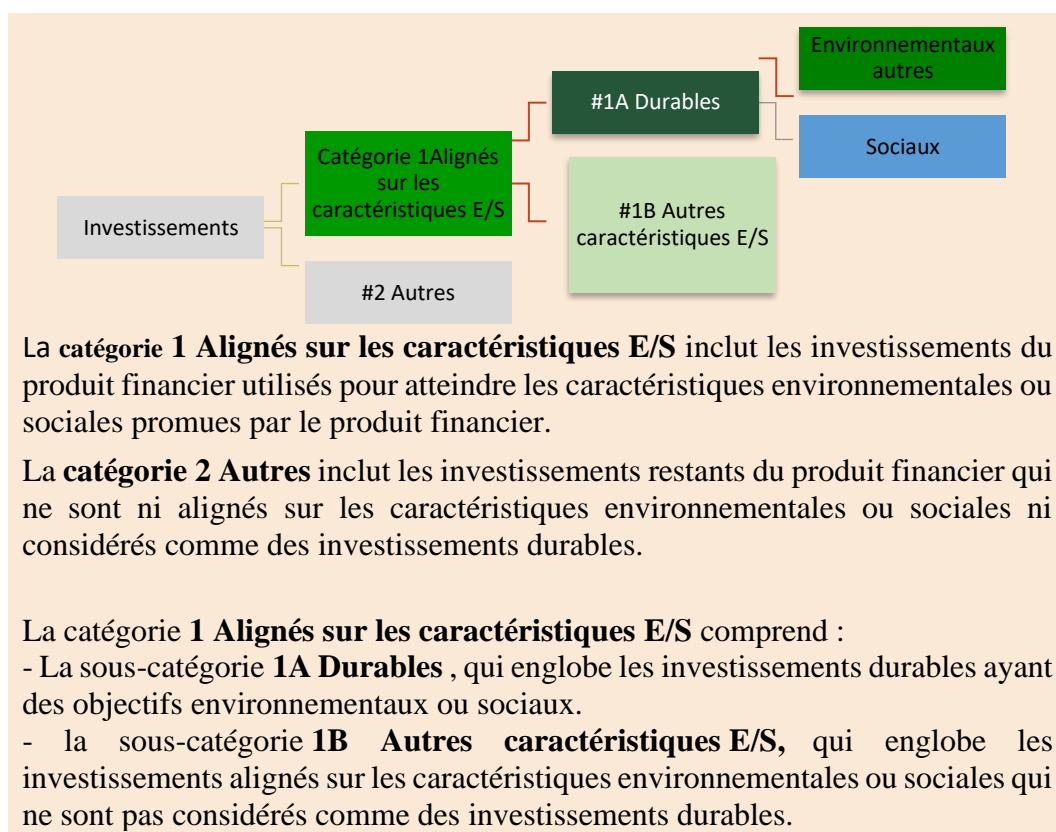 Environnementaux
autres
#1A Durables
Sociaux
Catégorie 1Alignés
sur les
caractéristiques E/S
#1B Autres
caractéristiques E/S
Investissements
#2 Autres
La catégorie 1 Alignés sur les caractéristiques E/S inclut les investissements du
produit financier utilisés pour atteindre les caractéristiques environnementales ou
sociales promues par le produit financier.
La catégorie 2 Autres inclut les investissements restants du produit financier qui
ne sont ni alignés sur les caractéristiques environnementales ou sociales ni
considérés comme des investissements durables.
La catégorie 1 Alignés sur les caractéristiques E/S comprend :
- La sous-catégorie 1A Durables , qui englobe les investissements durables ayant
des objectifs environnementaux ou sociaux.
- la sous-catégorie 1B Autres caractéristiques E/S, qui englobe les
investissements alignés sur les caractéristiques environnementales ou sociales qui
ne sont pas considérés comme des investissements durables.